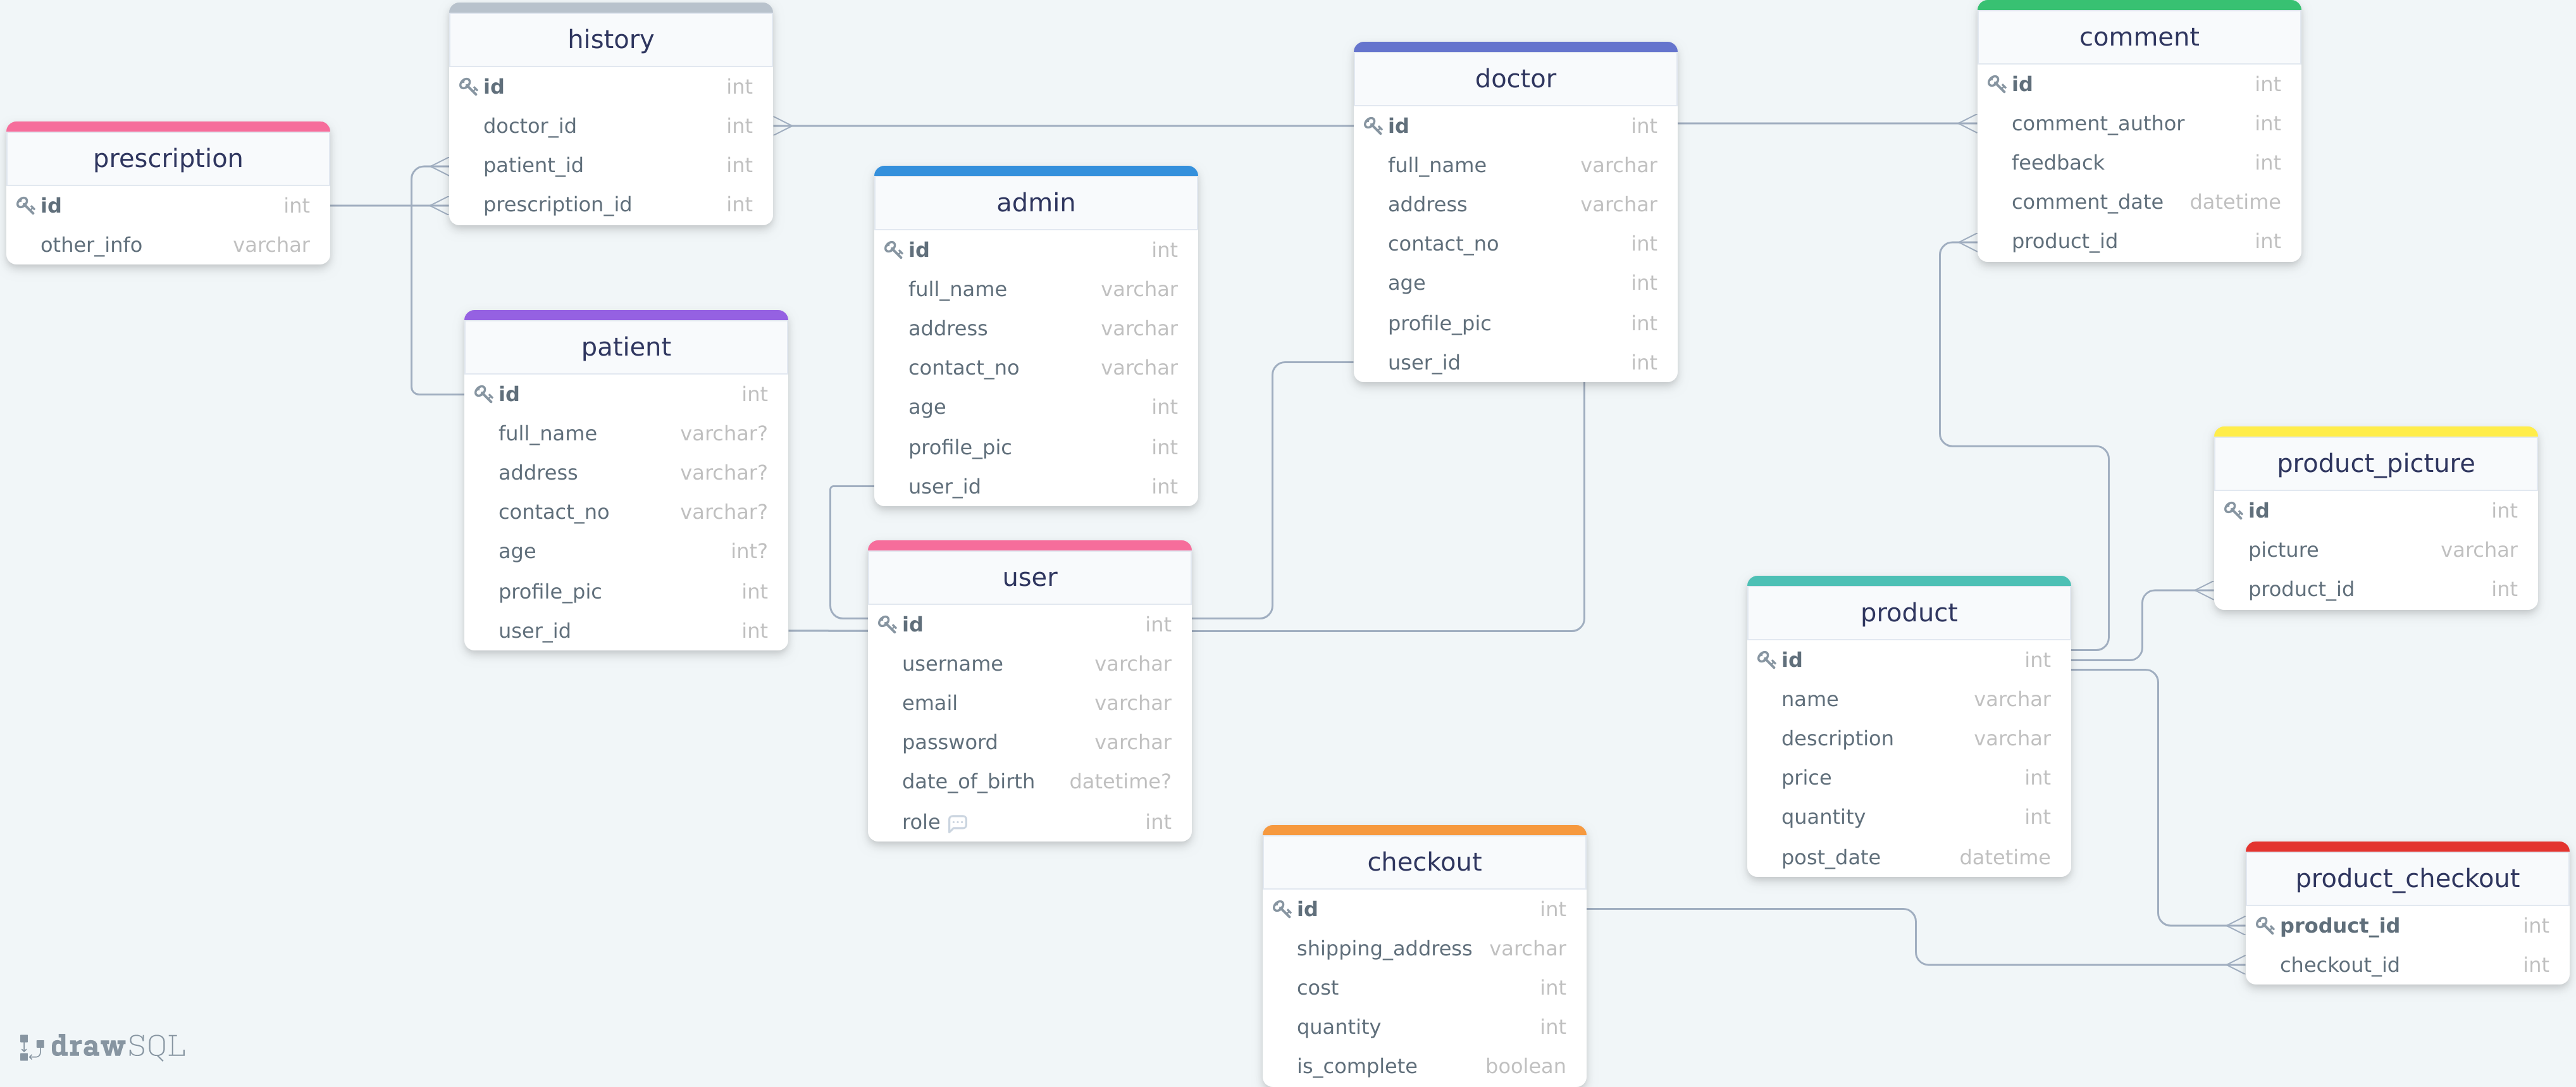 history
id int
doctor_id int
patient_id int
prescription_id int
prescription
id int
other_info varchar
patient
id int
full_name varchar?
address varchar?
contact_no varchar?
age int?
profile_pic int
user_id int
admin
id int
full_name varchar
address varchar
contact_no varchar
age int
profile_pic int
user_id int
user
id int
username varchar
email varchar
password varchar
date_of_birth datetime?
role int
doctor
id int
full_name varchar
address varchar
contact_no int
age int
profile_pic int
user_id int
comment
id int
comment_author int
feedback int
comment_date datetime
product_id int
product_picture
id int
picture varchar
product_id int
product
id int
name varchar
description varchar
price int
quantity int
post_date datetime
checkout
id int
shipping_address varchar
cost int
quantity int
is_complete boolean
product_checkout
product_id int
checkout_id int
drawSQL